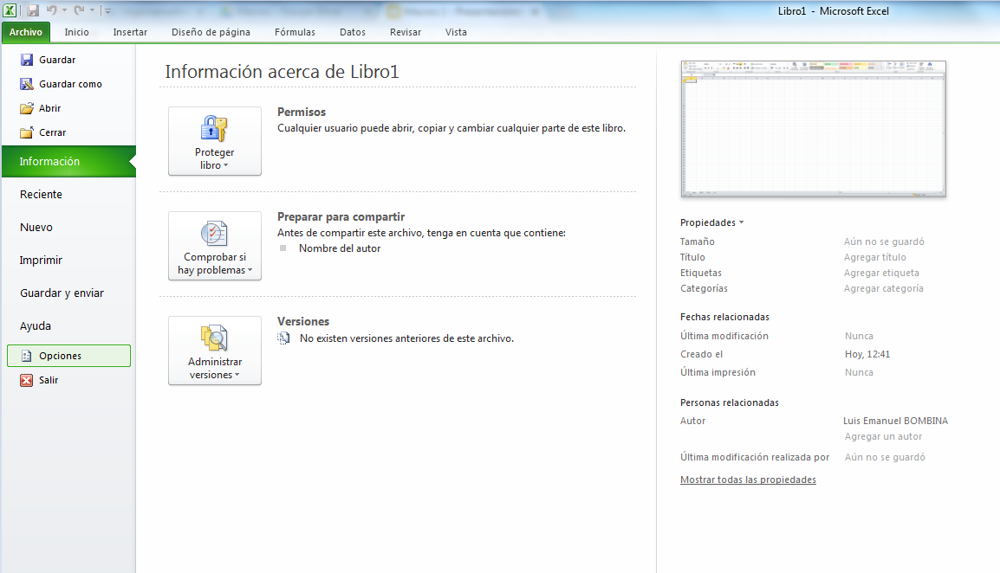 Libro1 - Microsoft Excel
Archivo Inicio Insertar Diseño de página Fórmulas Datos Revisar Vista
Guardar
Guardar como
Abrir
Cerrar
Información
Reciente
Nuevo
Imprimir
Guardar y enviar
Ayuda
Opciones
Salir
Información acerca de Libro1
Proteger
libro
Permisos
Cualquier usuario puede abrir, copiar y cambiar cualquier parte de este libro.
Comprobar si
hay problemas
Preparar para compartir
Antes de compartir este archivo, tenga en cuenta que contiene:
Nombre del autor
Administrar
versiones
Versiones
No existen versiones anteriores de este archivo.
Propiedades
Tamaño Aún no se guardó
Título Agregar título
Etiquetas Agregar etiqueta
Categorías Agregar categoría
Fechas relacionadas
Última modificación Nunca
Creado el Hoy, 12:41
Última impresión Nunca
Personas relacionadas
Autor Luis Emanuel BOMBINA
Agregar un autor
Última modificación realizada por Aún no se guardó
Mostrar todas las propiedades